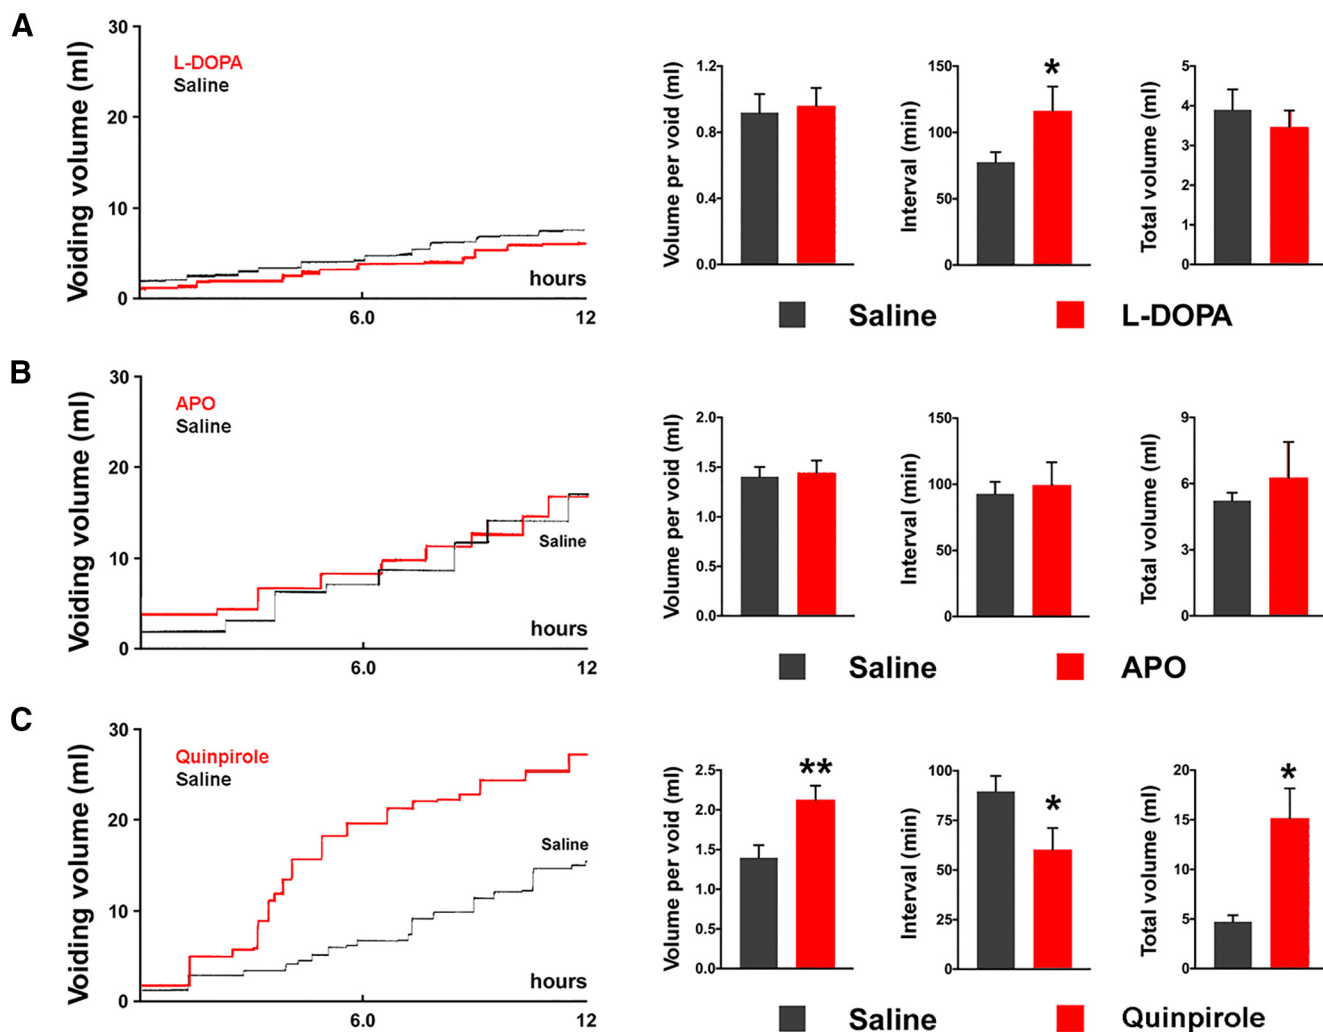 A
Voiding volume (ml)
30
20
10
0
L-DOPA
Saline
hours
6.0
12
Volume per void (ml)
1.2
0.8
0.4
0.0
Interval (min)
150
100
50
0
*
Total volume (ml)
5
4
3
2
1
0
Saline
L-DOPA
B
Voiding volume (ml)
30
20
10
0
APO
Saline
Saline
hours
6.0
12
Volume per void (ml)
2.0
1.5
1.0
0.5
0.0
Interval (min)
150
100
50
0
Total volume (ml)
9
6
3
0
Saline
APO
C
Voiding volume (ml)
30
20
10
0
Quinpirole
Saline
Saline
hours
6.0
12
Volume per void (ml)
2.5
2.0
1.5
1.0
0.5
0.0
**
Interval (min)
100
75
50
25
0
*
Total volume (ml)
20
15
10
5
0
*
Saline
Quinpirole